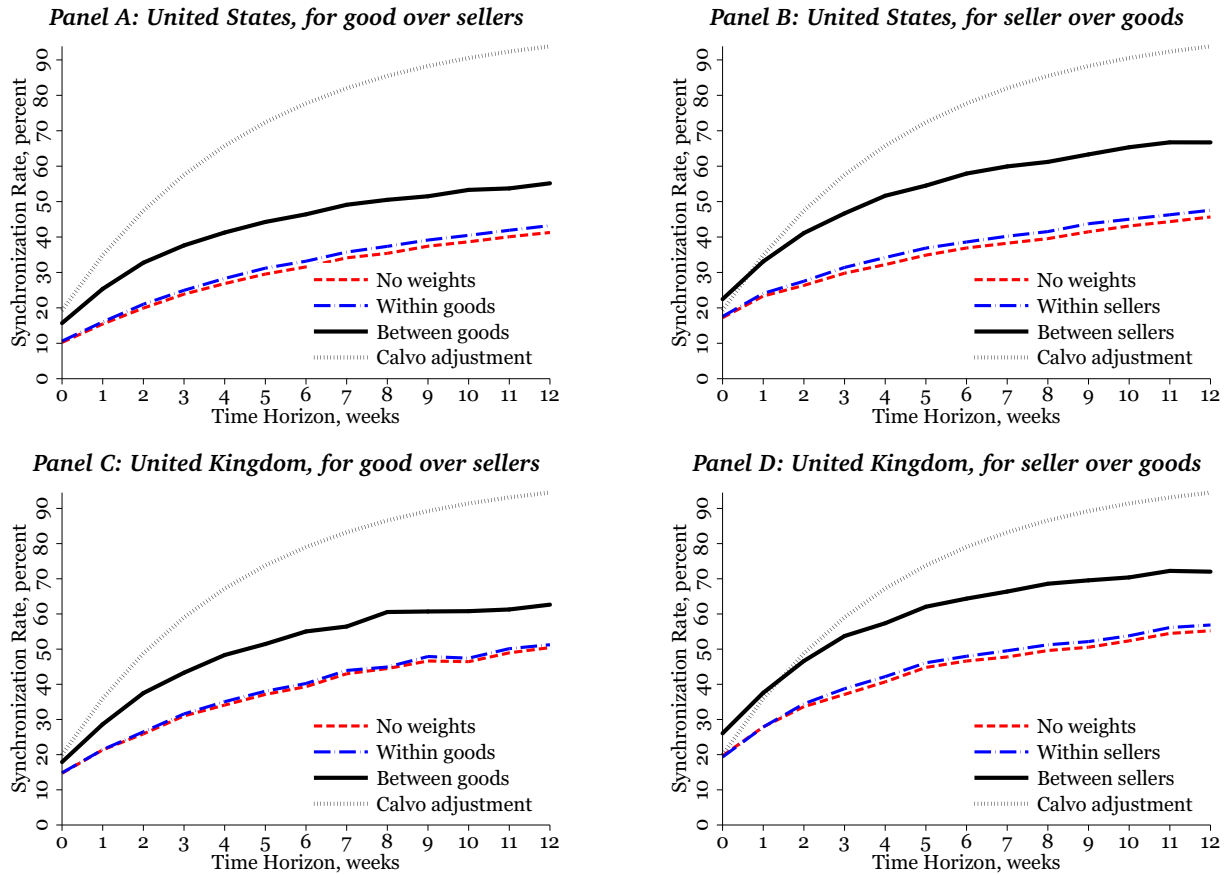 Panel A: United States, for good over sellers
Synchronization Rate, percent
0 10 20 30 40 50 60 70 80 90
No weights
Within goods
Between goods
Calvo adjustment
0 1 2 3 4 5 6 7 8 9 10 11 12
Time Horizon, weeks
Panel B: United States, for seller over goods
Synchronization Rate, percent
0 10 20 30 40 50 60 70 80 90
No weights
Within sellers
Between sellers
Calvo adjustment
0 1 2 3 4 5 6 7 8 9 10 11 12
Time Horizon, weeks
Panel C: United Kingdom, for good over sellers
Synchronization Rate, percent
0 10 20 30 40 50 60 70 80 90
No weights
Within goods
Between goods
Calvo adjustment
0 1 2 3 4 5 6 7 8 9 10 11 12
Time Horizon, weeks
Panel D: United Kingdom, for seller over goods
Synchronization Rate, percent
0 10 20 30 40 50 60 70 80 90
No weights
Within sellers
Between sellers
Calvo adjustment
0 1 2 3 4 5 6 7 8 9 10 11 12
Time Horizon, weeks